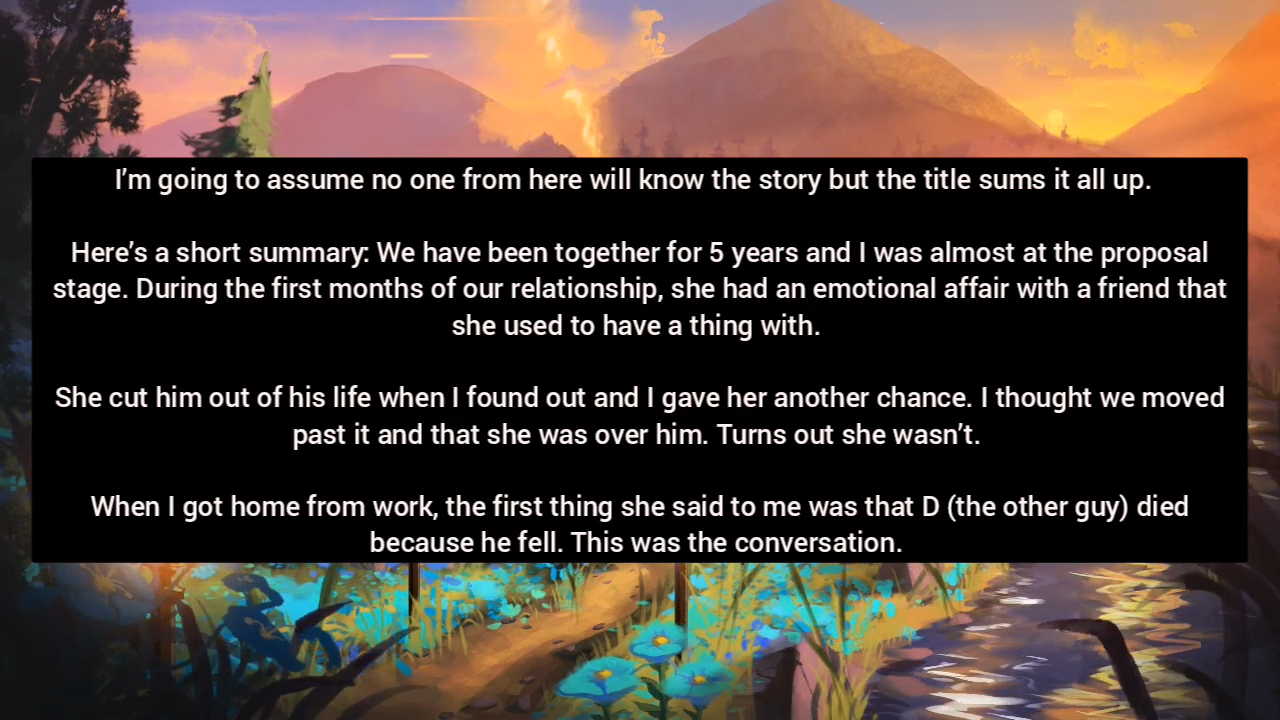 I'm going to assume no one from here will know the story but the title sums it all up.
Here's a short summary: We have been together for 5 years and I was almost at the proposal
stage. During the first months of our relationship, she had an emotional affair with a friend that
she used to have a thing with.
She cut him out of his life when I found out and I gave her another chance. I thought we moved
past it and that she was over him. Turns out she wasn't.
When I got home from work, the first thing she said to me was that D (the other guy) died
because he fell. This was the conversation.